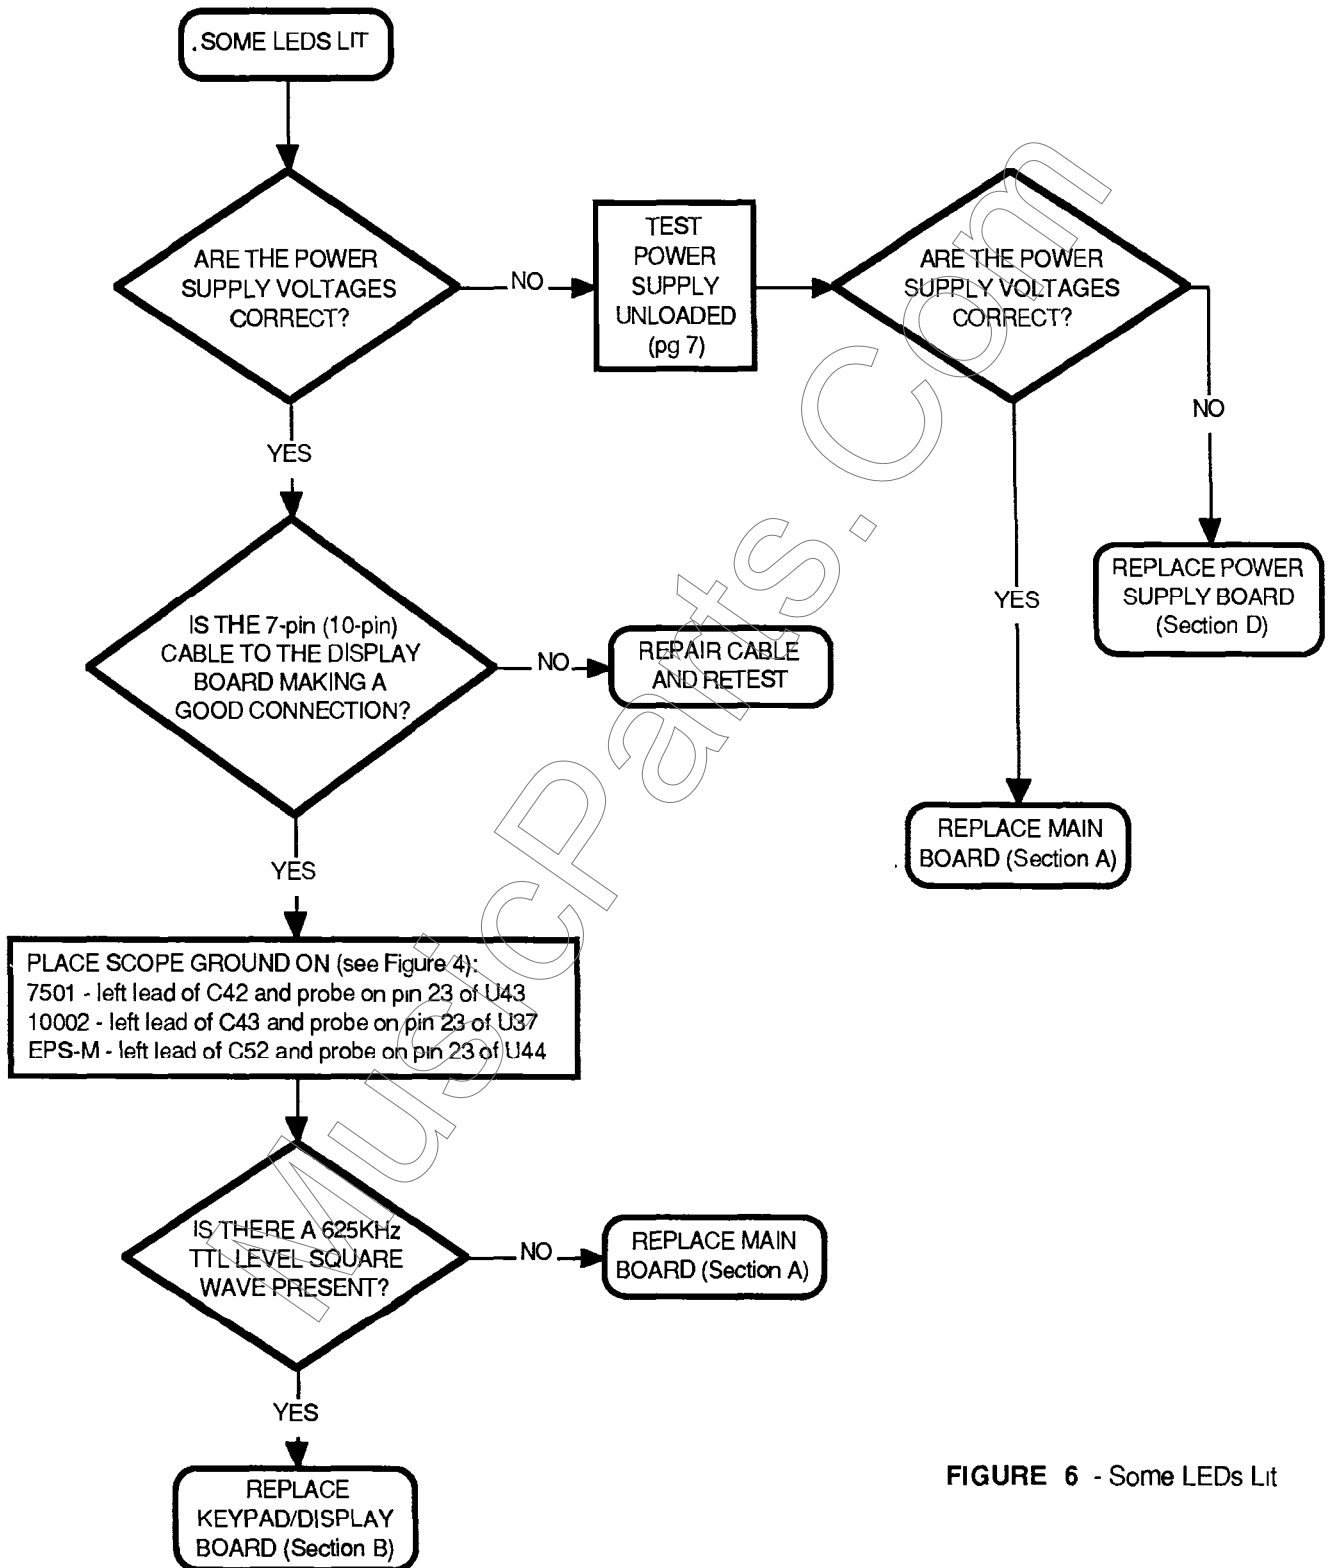 .SOME LEDS LIT
ARE THE POWER
SUPPLY VOLTAGES
CORRECT?
NO
TEST
POWER
SUPPLY
UNLOADED
(pg 7)
ARE THE POWER
SUPPLY VOLTAGES
CORRECT?
NO
REPLACE POWER
SUPPLY BOARD
(Section D)
YES
REPLACE MAIN
BOARD (Section A)
YES
IS THE 7-pin (10-pin)
CABLE TO THE DISPLAY
BOARD MAKING A
GOOD CONNECTION?
NO
REPAIR CABLE
AND RETEST
YES
PLACE SCOPE GROUND ON (see Figure 4):
7501 - left lead of C42 and probe on pin 23 of U43
10002 - left lead of C43 and probe on pin 23 of U37
EPS-M - left lead of C52 and probe on pin 23 of U44
IS THERE A 625KHz
TTL LEVEL SQUARE
WAVE PRESENT?
NO
REPLACE MAIN
BOARD (Section A)
YES
REPLACE
KEYPAD/DISPLAY
BOARD (Section B)
FIGURE 6 - Some LEDs Lit
MusicParts.Com